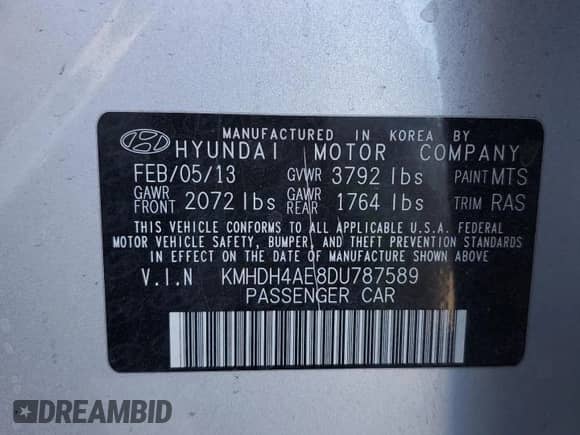 MANUFACTURED IN KOREA BY
HYUNDAI MOTOR COMPANY
FEB/05/13 GVWR 3792 lbs PAINT MTS
GAWR FRONT 2072 lbs GAWR REAR 1764 lbs TRIM RAS
THIS VEHICLE CONFORMS TO ALL APPLICABLE U.S.A. FEDERAL
MOTOR VEHICLE SAFETY, BUMPER, AND THEFT PREVENTION STANDARDS
IN EFFECT ON THE DATE OF MANUFACTURE SHOWN ABOVE.
V.I.N KMHDH4AE8DU787589
PASSENGER CAR
DREAMBID